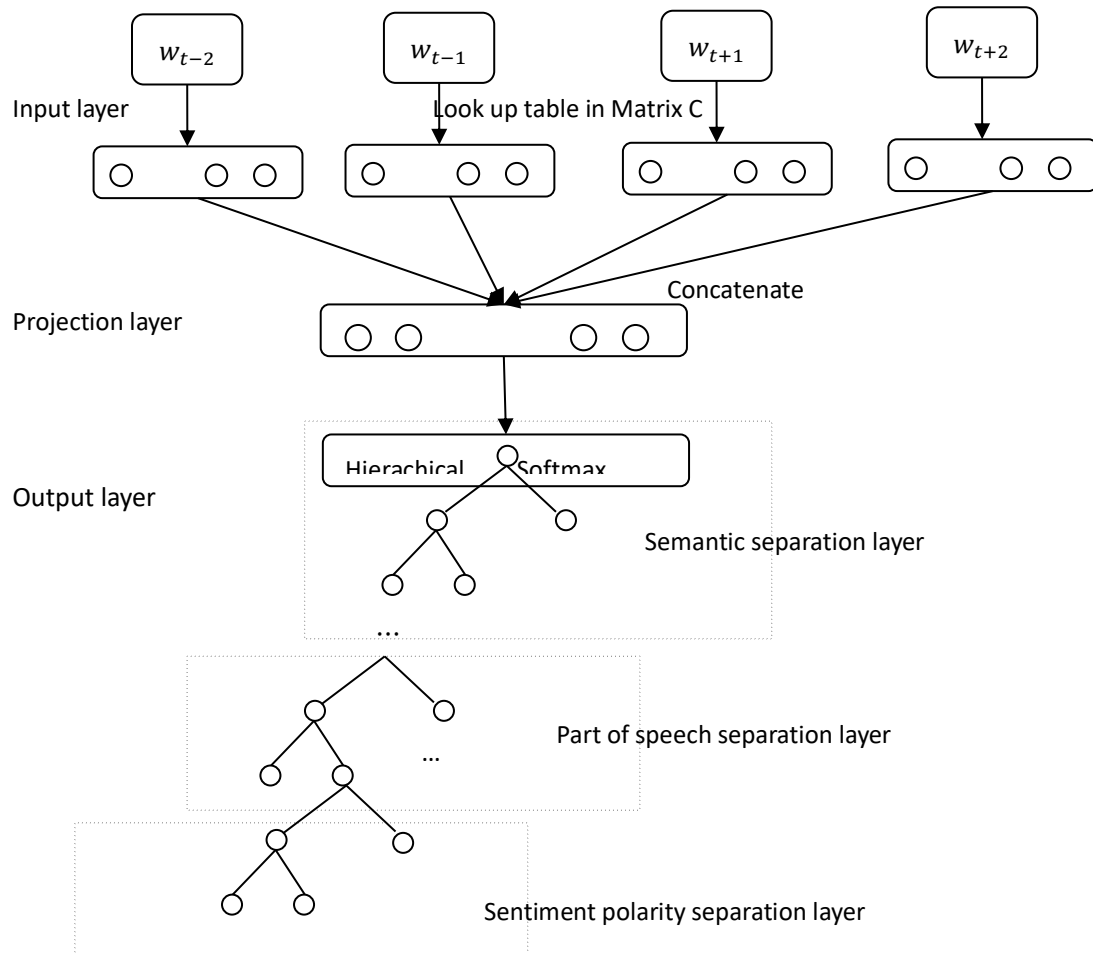 w_{t−2} w_{t−1} w_{t+1} w_{t+2}
Input layer
Look up table in Matrix C
Concatenate
Projection layer
Hierachical Softmax
Output layer
Semantic separation layer
...
Part of speech separation layer
...
Sentiment polarity separation layer